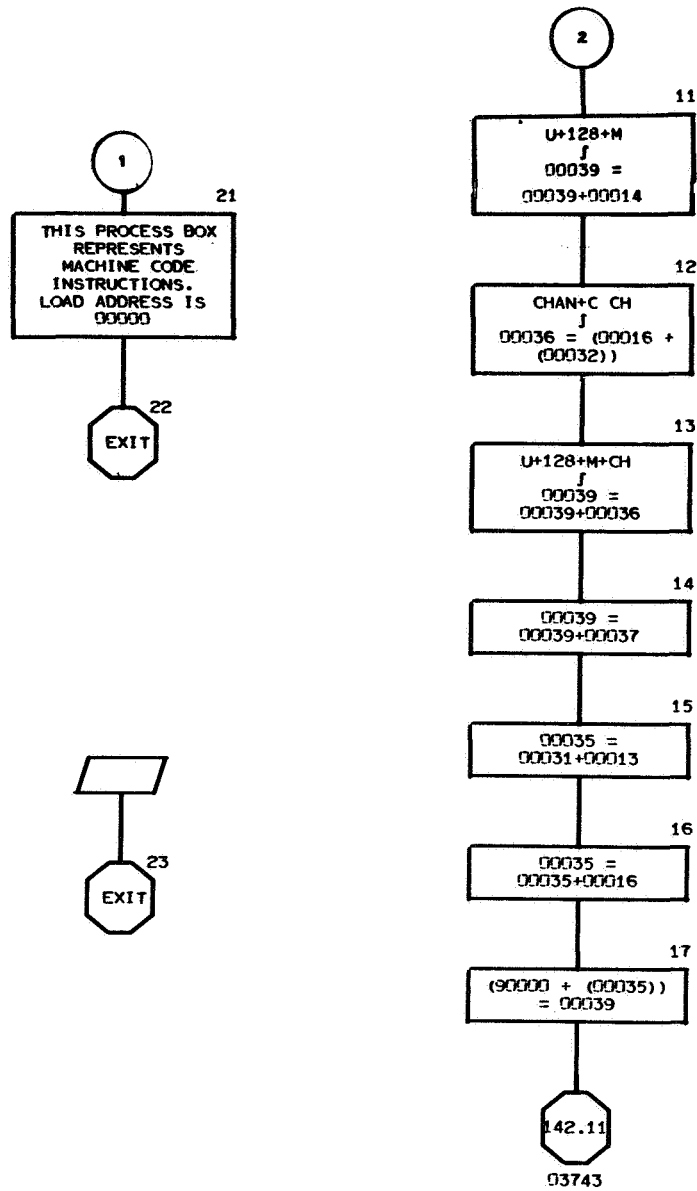 1
21
THIS PROCESS BOX
REPRESENTS
MACHINE CODE
INSTRUCTIONS.
LOAD ADDRESS IS
00000
22
EXIT
23
EXIT
2
11
U+128+M
∫
00039 =
00039+00014
12
CHAN+C CH
∫
00036 = (00016 +
(00032))
13
U+128+M+CH
∫
00039 =
00039+00036
14
00039 =
00039+00037
15
00035 =
00031+00013
16
00035 =
00035+00016
17
(90000 + (00035))
= 00039
142.11
03743